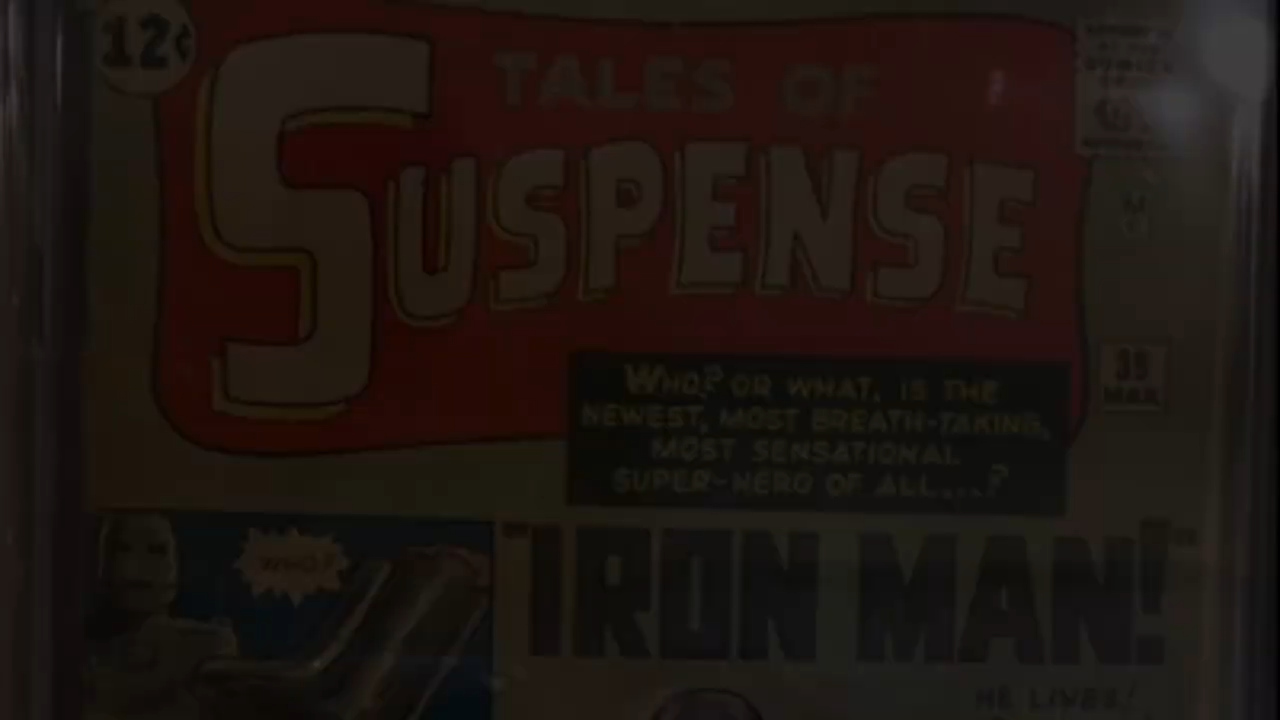 12¢
TALES OF
SUSPENSE
WHO? OR WHAT, IS THE
NEWEST, MOST BREATH-TAKING,
MOST SENSATIONAL
SUPER-HERO OF ALL....?
39
MAR.
WHO?
"IRON MAN!"
HE LIVES!